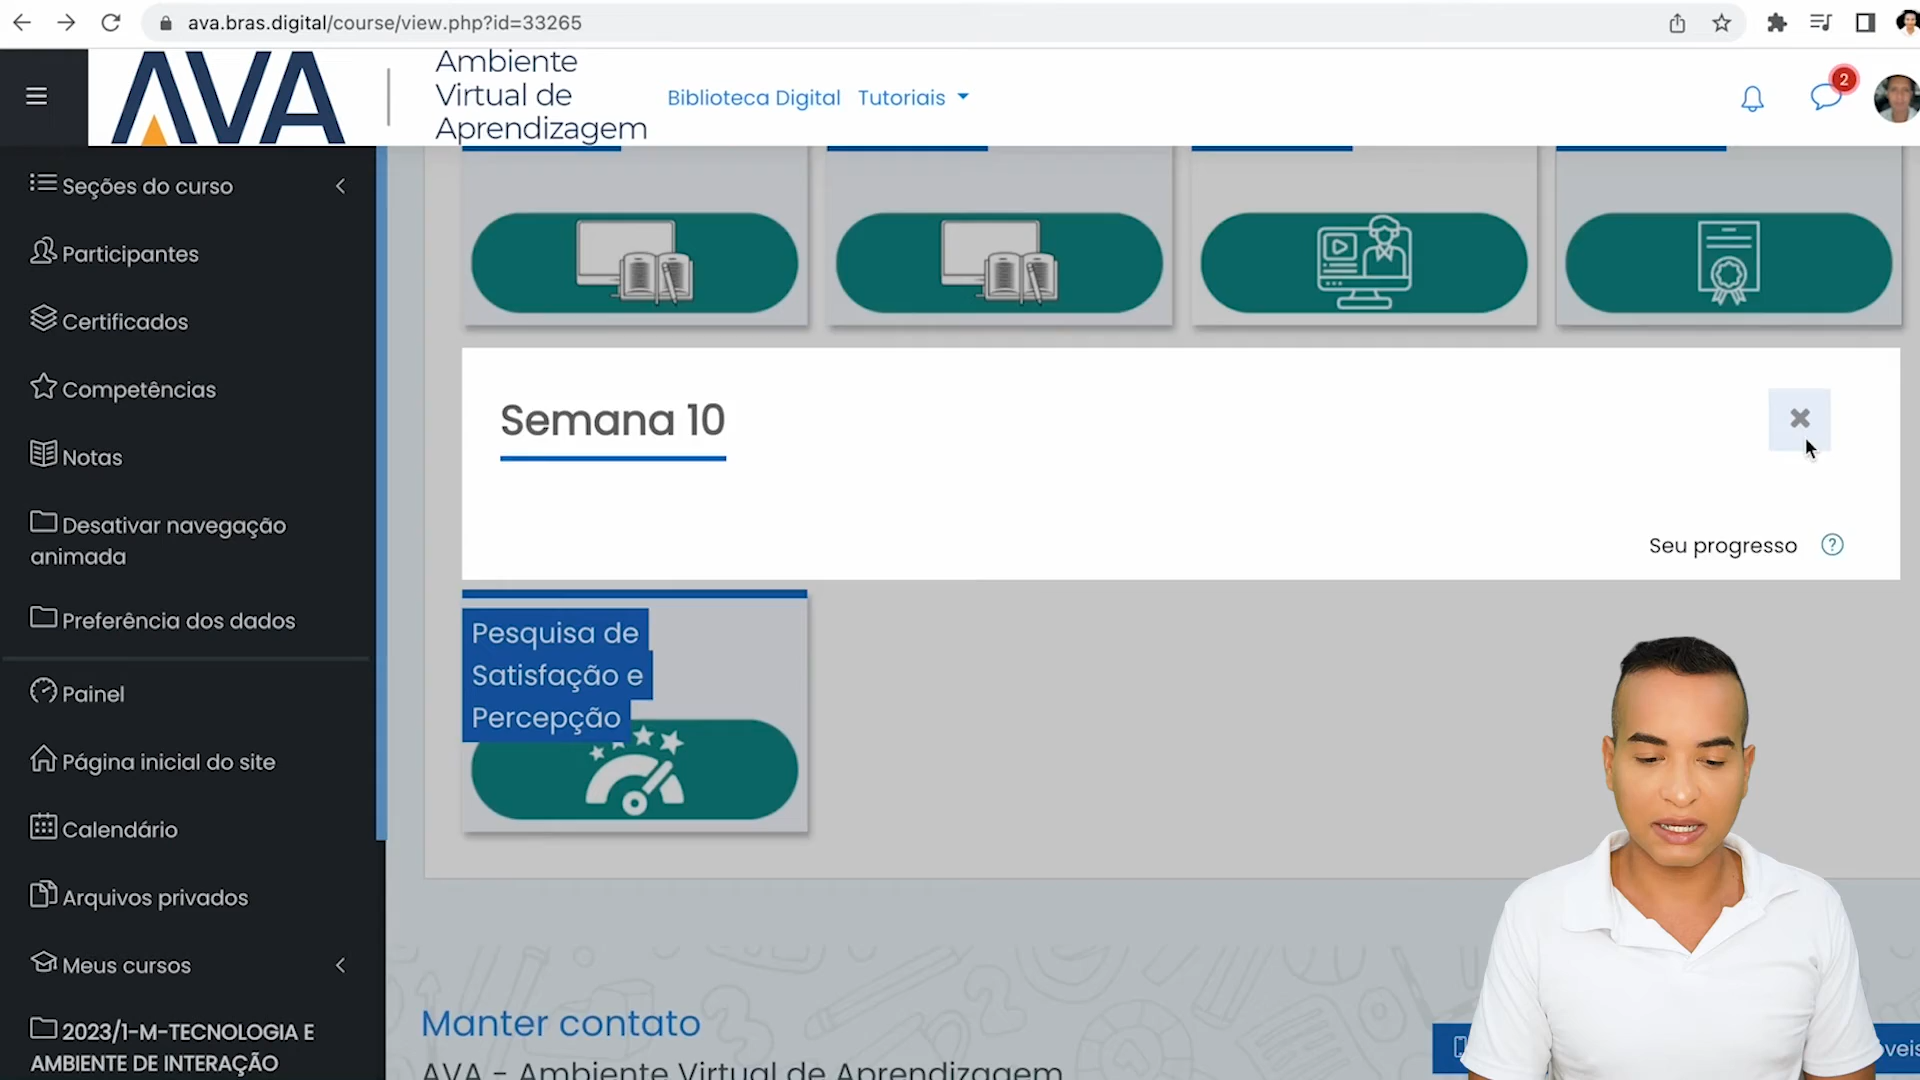 ava.bras.digital/course/view.php?id=33265
AVA
Ambiente
Virtual de
Aprendizagem
Biblioteca Digital
Tutoriais
2
Seções do curso
Participantes
Certificados
Competências
Notas
Desativar navegação
animada
Preferência dos dados
Painel
Página inicial do site
Calendário
Arquivos privados
Meus cursos
2023/1-M-TECNOLOGIA E
AMBIENTE DE INTERAÇÃO
Semana 10
Seu progresso
Pesquisa de
Satisfação e
Percepção
Manter contato
AVA - Ambiente Virtual de Aprendizagem